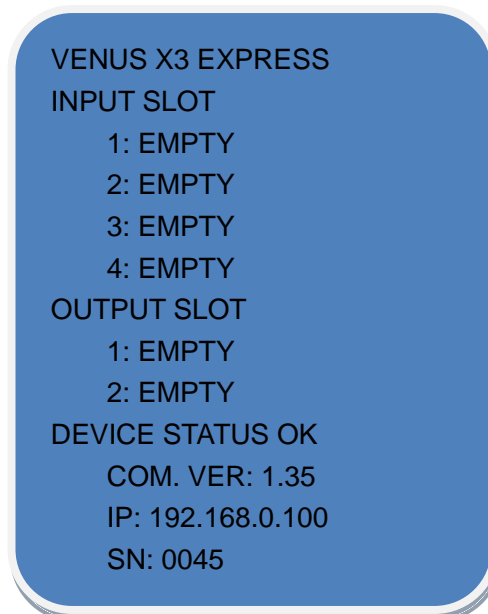 VENUS X3 EXPRESS
INPUT SLOT
1: EMPTY
2: EMPTY
3: EMPTY
4: EMPTY
OUTPUT SLOT
1: EMPTY
2: EMPTY
DEVICE STATUS OK
COM. VER: 1.35
IP: 192.168.0.100
SN: 0045